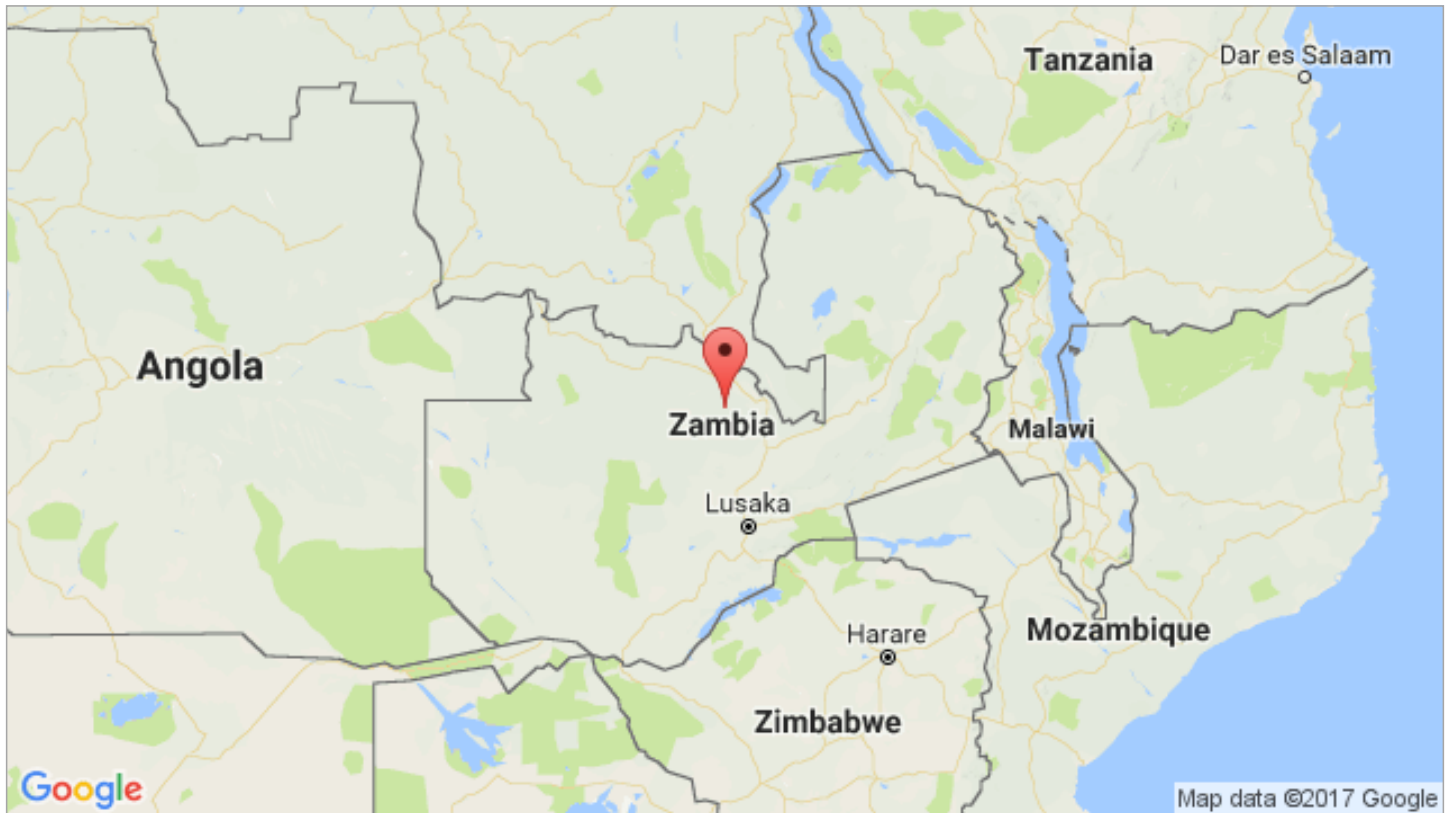 Tanzania
Dar es Salaam
Angola
Zambia
Malawi
Lusaka
Harare
Mozambique
Zimbabwe
Google
Map data ©2017 Google